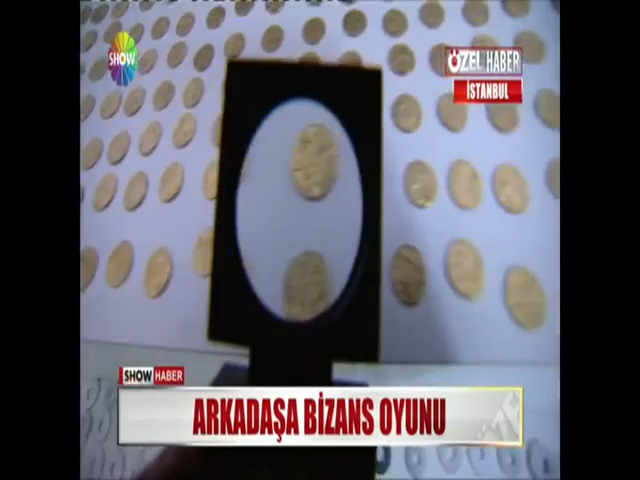 SHOW
ÖZEL HABER
İSTANBUL
SHOW HABER
ARKADAŞA BİZANS OYUNU